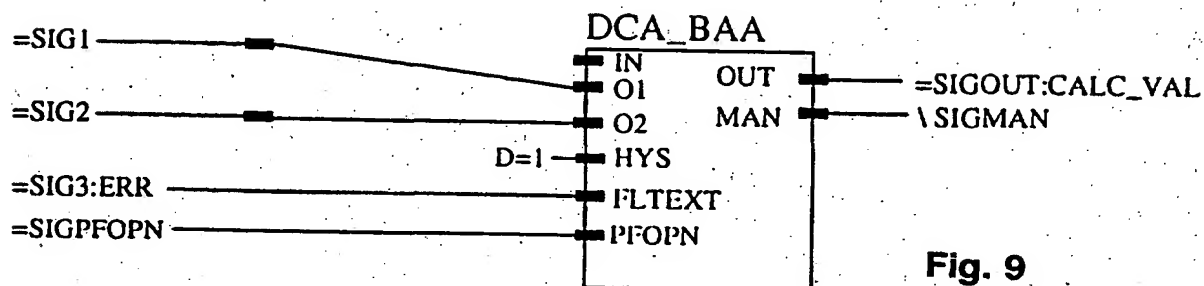 DCA_BAA
=SIG1
IN
O1
OUT
=SIGOUT:CALC_VAL
=SIG2
O2
MAN
\SIGMAN
D=1
HYS
=SIG3:ERR
FLTEXT
=SIGPFOPN
PFOPN
Fig. 9